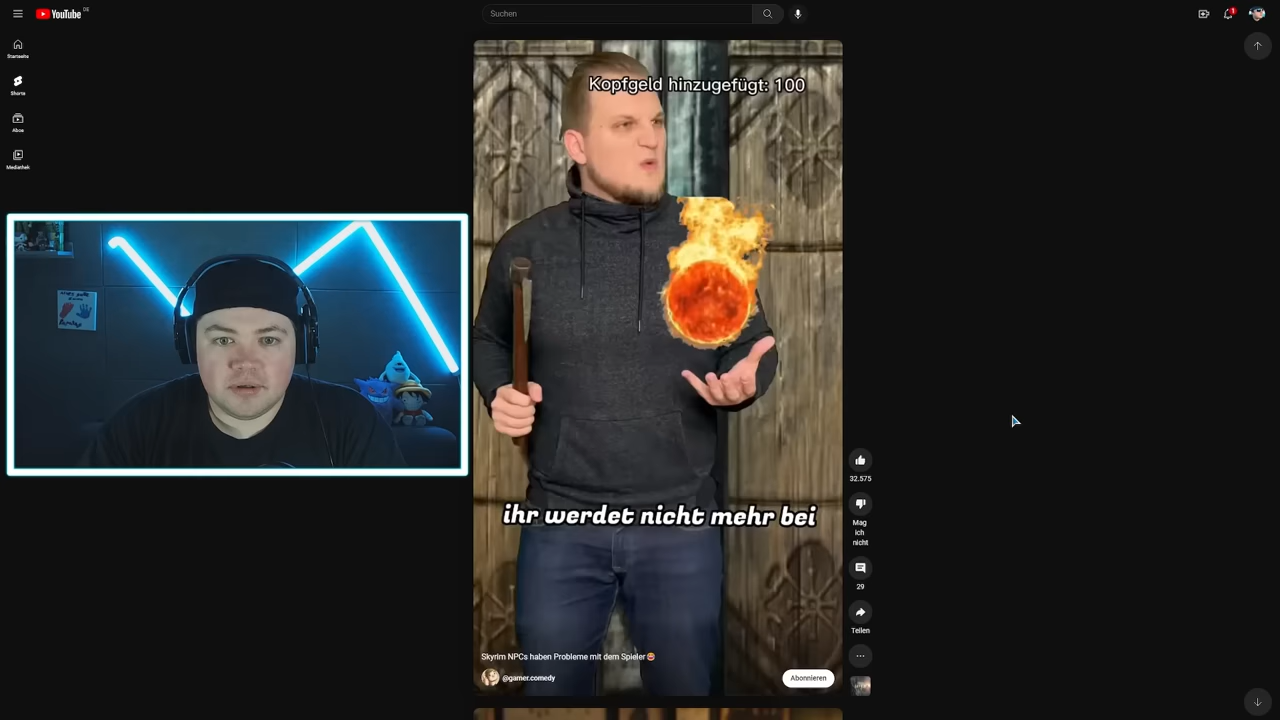 YouTube DE
Suchen
1
Startseite
Shorts
Abos
Mediathek
Kopfgeld hinzugefügt: 100
ihr werdet nicht mehr bei
32.575
Mag
ich
nicht
29
Teilen
Skyrim NPCs haben Probleme mit dem Spieler
@gamer.comedy
Abonnieren